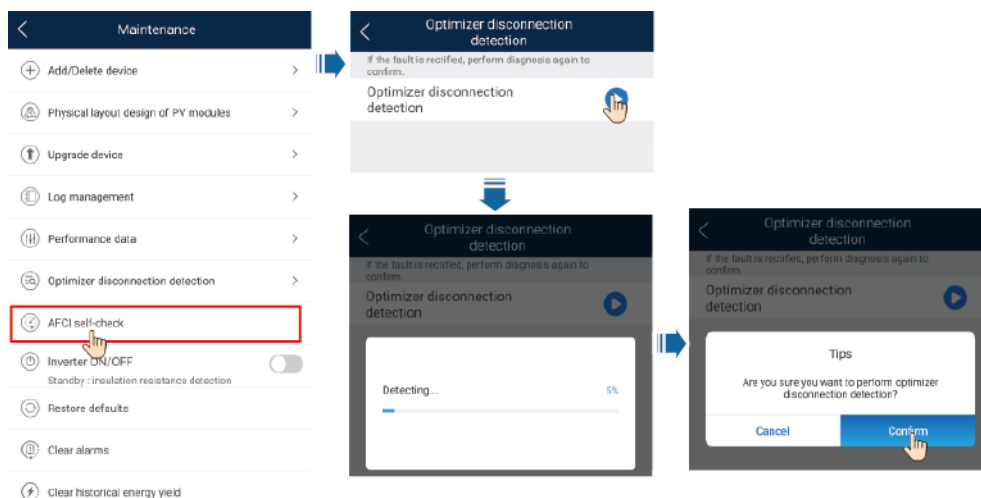 Maintenance
Add/Delete device
Physical layout design of PV modules
Upgrade device
Log management
Performance data
Optimizer disconnection detection
AFCI self-check
Inverter ON/OFF
Standby : insulation resistance detection
Restore defaults
Clear alarms
Clear historical energy yield
Optimizer disconnection
detection
If the fault is rectified, perform diagnosis again to
confirm.
Optimizer disconnection
detection
Optimizer disconnection
detection
If the fault is rectified, perform diagnosis again to
confirm.
Optimizer disconnection
detection
Detecting...
5%
Optimizer disconnection
detection
If the fault is rectified, perform diagnosis again to
confirm.
Optimizer disconnection
detection
Tips
Are you sure you want to perform optimizer
disconnection detection?
Cancel
Confirm